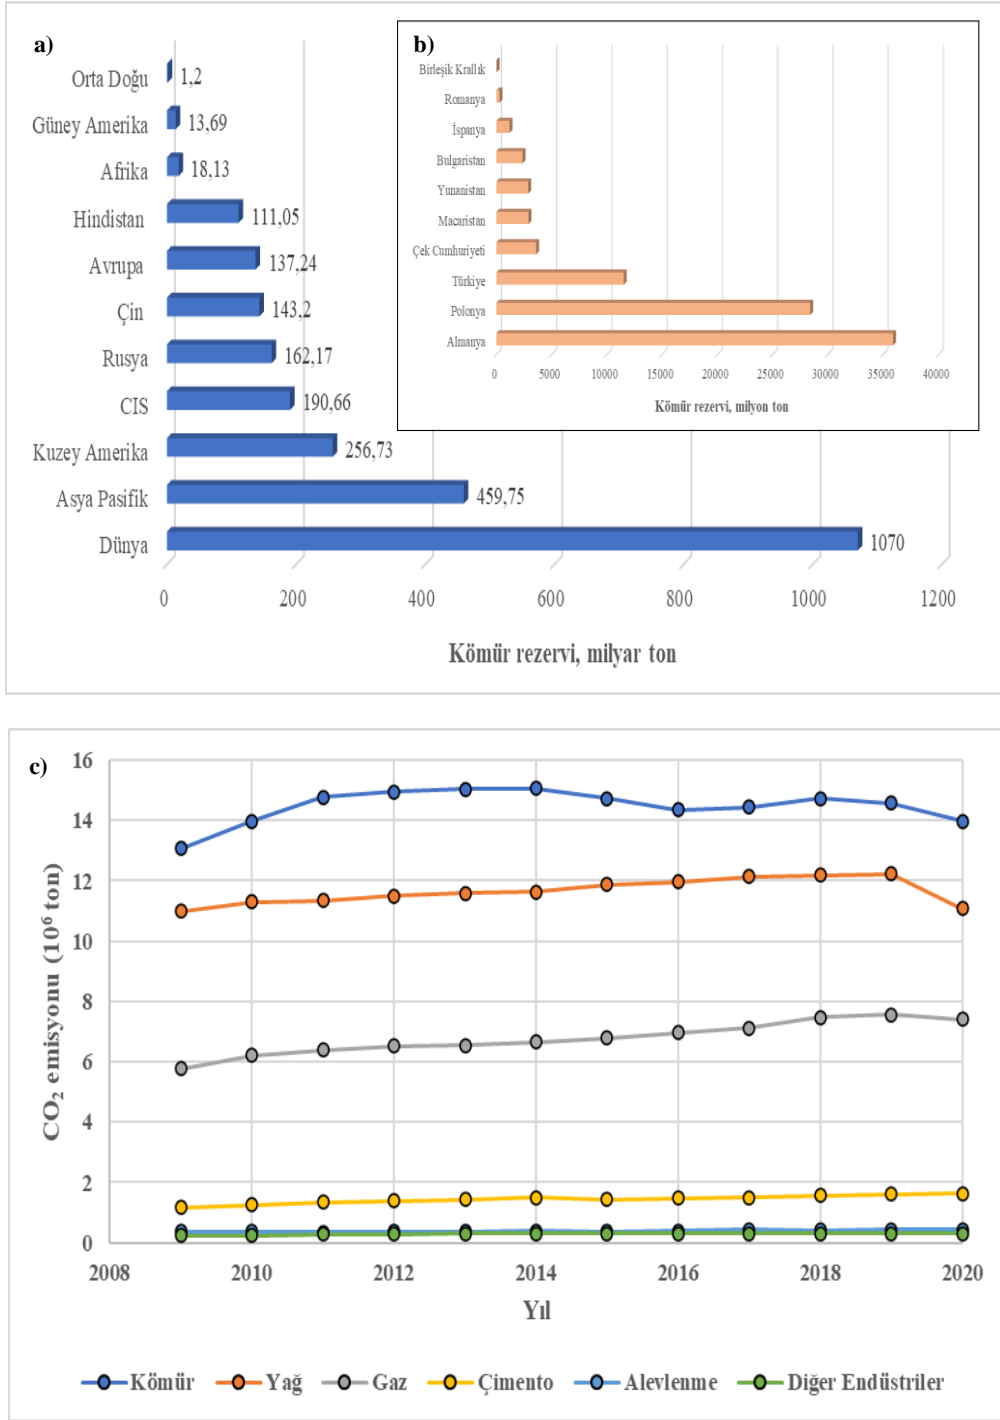 a)
Orta Doğu 1,2
Güney Amerika 13,69
Afrika 18,13
Hindistan 111,05
Avrupa 137,24
Çin 143,2
Rusya 162,17
CIS 190,66
Kuzey Amerika 256,73
Asya Pasifik 459,75
Dünya 1070
0 200 400 600 800 1000 1200
Kömür rezervi, milyar ton
b)
Birleşik Krallık
Romanya
İspanya
Bulgaristan
Yunanistan
Macaristan
Çek Cumhuriyeti
Türkiye
Polonya
Almanya
0 5000 10000 15000 20000 25000 30000 35000 40000
Kömür rezervi, milyon ton
c)
CO₂ emisyonu (10⁶ ton)
16
14
12
10
8
6
4
2
0
2008 2010 2012 2014 2016 2018 2020
Yıl
Kömür Yağ Gaz Çimento Alevlenme Diğer Endüstriler